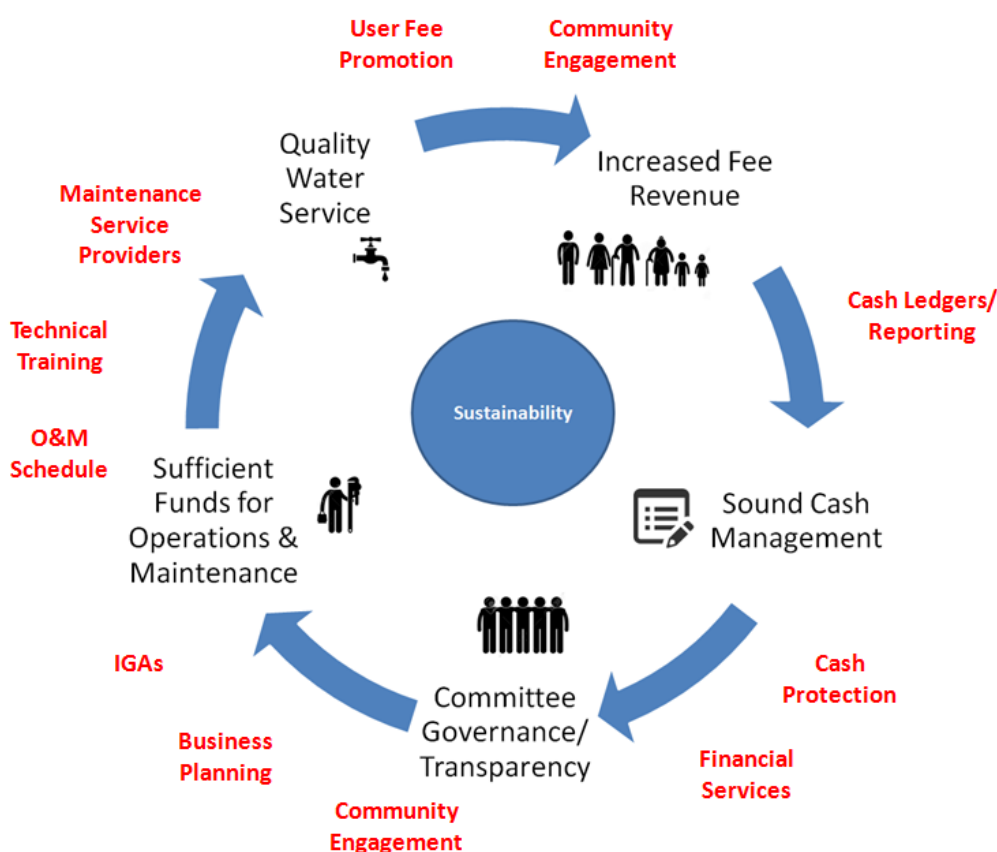 User Fee
Promotion
Community
Engagement
Quality
Water
Service
Increased Fee
Revenue
Maintenance
Service
Providers
Cash Ledgers/
Reporting
Technical
Training
Sustainability
O&M
Schedule
Sufficient
Funds for
Operations &
Maintenance
Sound Cash
Management
IGAs
Cash
Protection
Committee
Governance/
Transparency
Business
Planning
Financial
Services
Community
Engagement